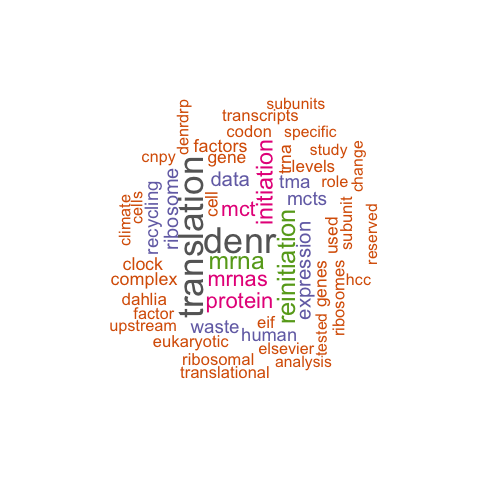 subunits
transcripts
denrdrp
codon
specific
factors
initiation
trna
study
cnpy
gene
levels
change
translation
ribosome
data
tma
role
recycling
cells
cell
mct
mcts
climate
denr
reinitiation
expression
used
subunit
reserved
clock
mrna
complex
mrnas
genes
ribosomes
hcc
dahlia
protein
factor
upstream
waste
eif
human
tested
eukaryotic
elsevier
ribosomal
analysis
translational